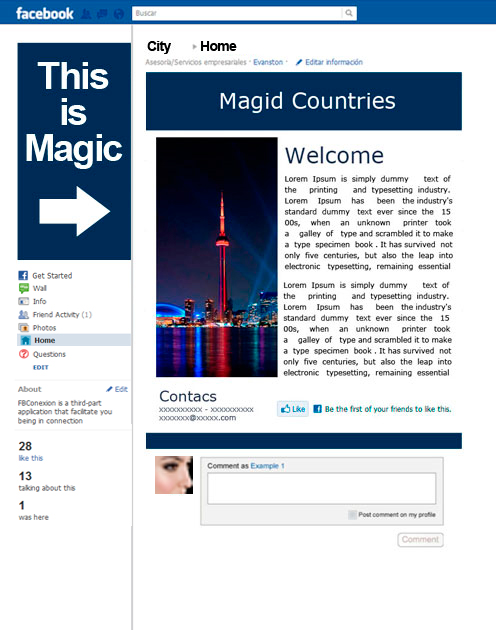 facebook
Buscar
This
is
Magic
Get Started
Wall
Info
Friend Activity (1)
Photos
Home
Questions
EDIT
About
Edit
FBConexion is a third-part
application that facilitate you
being in connection
28
like this
13
talking about this
1
was here
City ▸ Home
Asesoría/Servicios empresariales · Evanston · Editar información
Magid Countries
Welcome
Lorem Ipsum is simply dummy text of
the printing and typesetting industry.
Lorem Ipsum has been the industry's
standard dummy text ever since the 15
00s, when an unknown printer took
a galley of type and scrambled it to make
a type specimen book . It has survived not
only five centuries, but also the leap into
electronic typesetting, remaining essential
Lorem Ipsum is simply dummy text of
the printing and typesetting industry.
Lorem Ipsum has been the industry's
standard dummy text ever since the 15
00s, when an unknown printer took
a galley of type and scrambled it to make
a type specimen book . It has survived not
only five centuries, but also the leap into
electronic typesetting, remaining essential
Contacs
xxxxxxxxxx - xxxxxxxxxx
xxxxxxx@xxxxx.com
Like
Be the first of your friends to like this.
Comment as Example 1
Post comment on my profile
Comment